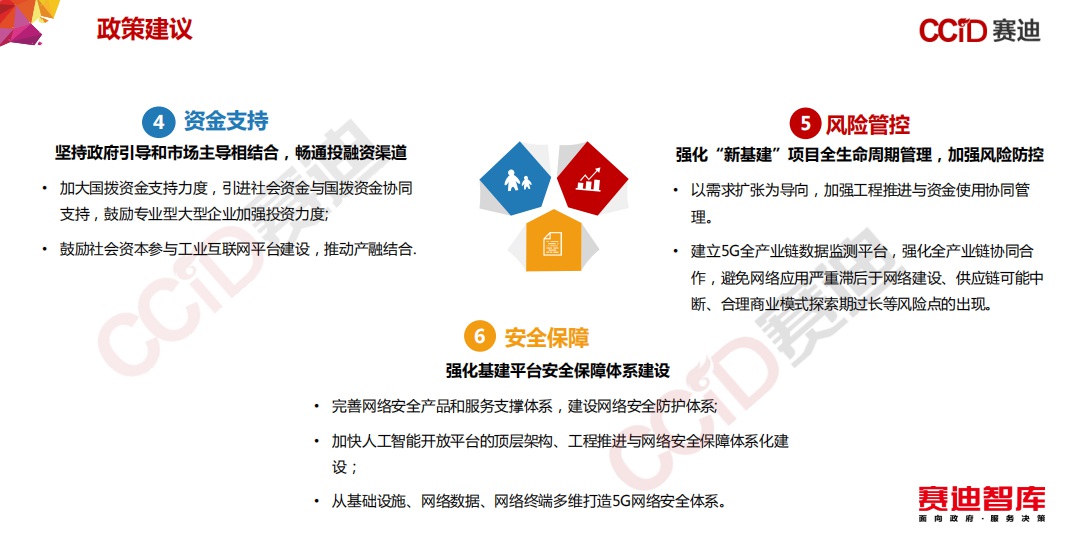 政策建议
CCiD 赛迪
4 资金支持
坚持政府引导和市场主导相结合，畅通投融资渠道
• 加大国拨资金支持力度，引进社会资金与国拨资金协同
支持，鼓励专业型大型企业加强投资力度;
• 鼓励社会资本参与工业互联网平台建设，推动产融结合.
5 风险管控
强化“新基建”项目全生命周期管理，加强风险防控
• 以需求扩张为导向，加强工程推进与资金使用协同管
理。
• 建立5G全产业链数据监测平台，强化全产业链协同合
作，避免网络应用严重滞后于网络建设、供应链可能中
断、合理商业模式探索期过长等风险点的出现。
6 安全保障
强化基建平台安全保障体系建设
• 完善网络安全产品和服务支撑体系，建设网络安全防护体系;
• 加快人工智能开放平台的顶层架构、工程推进与网络安全保障体系化建
设；
• 从基础设施、网络数据、网络终端多维打造5G网络安全体系。
CCiD赛迪
CCiD赛迪
赛迪智库
面向政府·服务决策